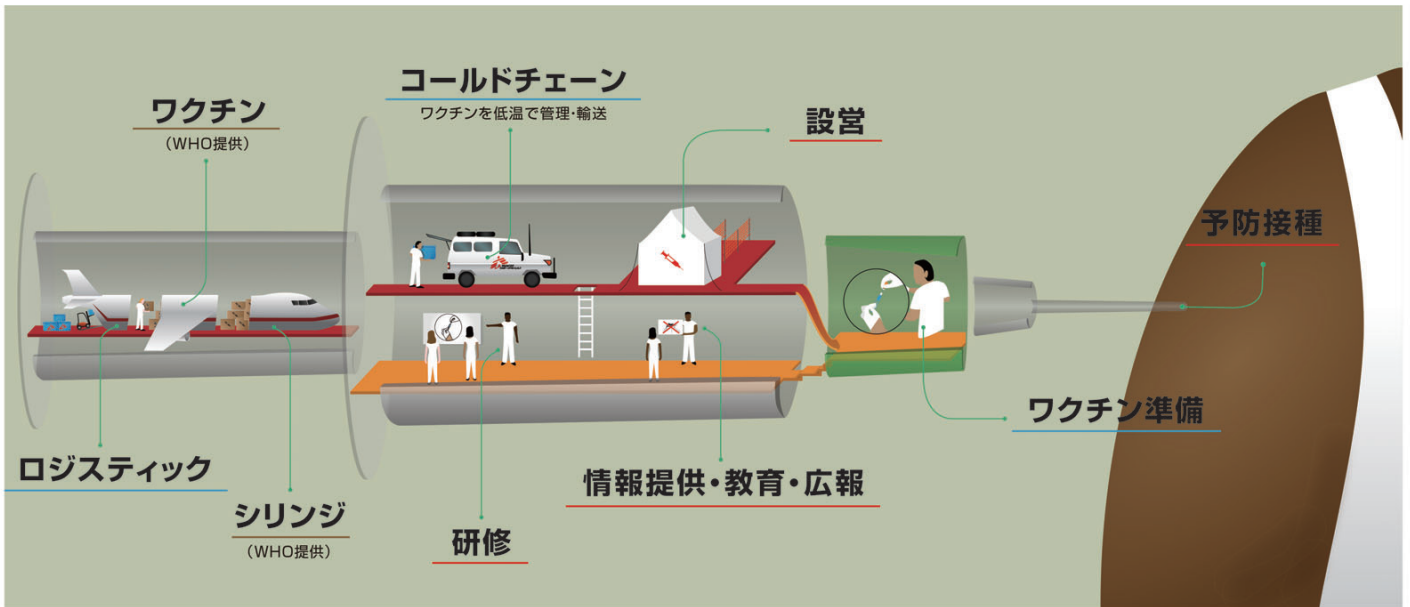 ワクチン
（WHO提供）
コールドチェーン
ワクチンを低温で管理・輸送
設営
予防接種
ワクチン準備
ロジスティック
シリンジ
（WHO提供）
研修
情報提供・教育・広報